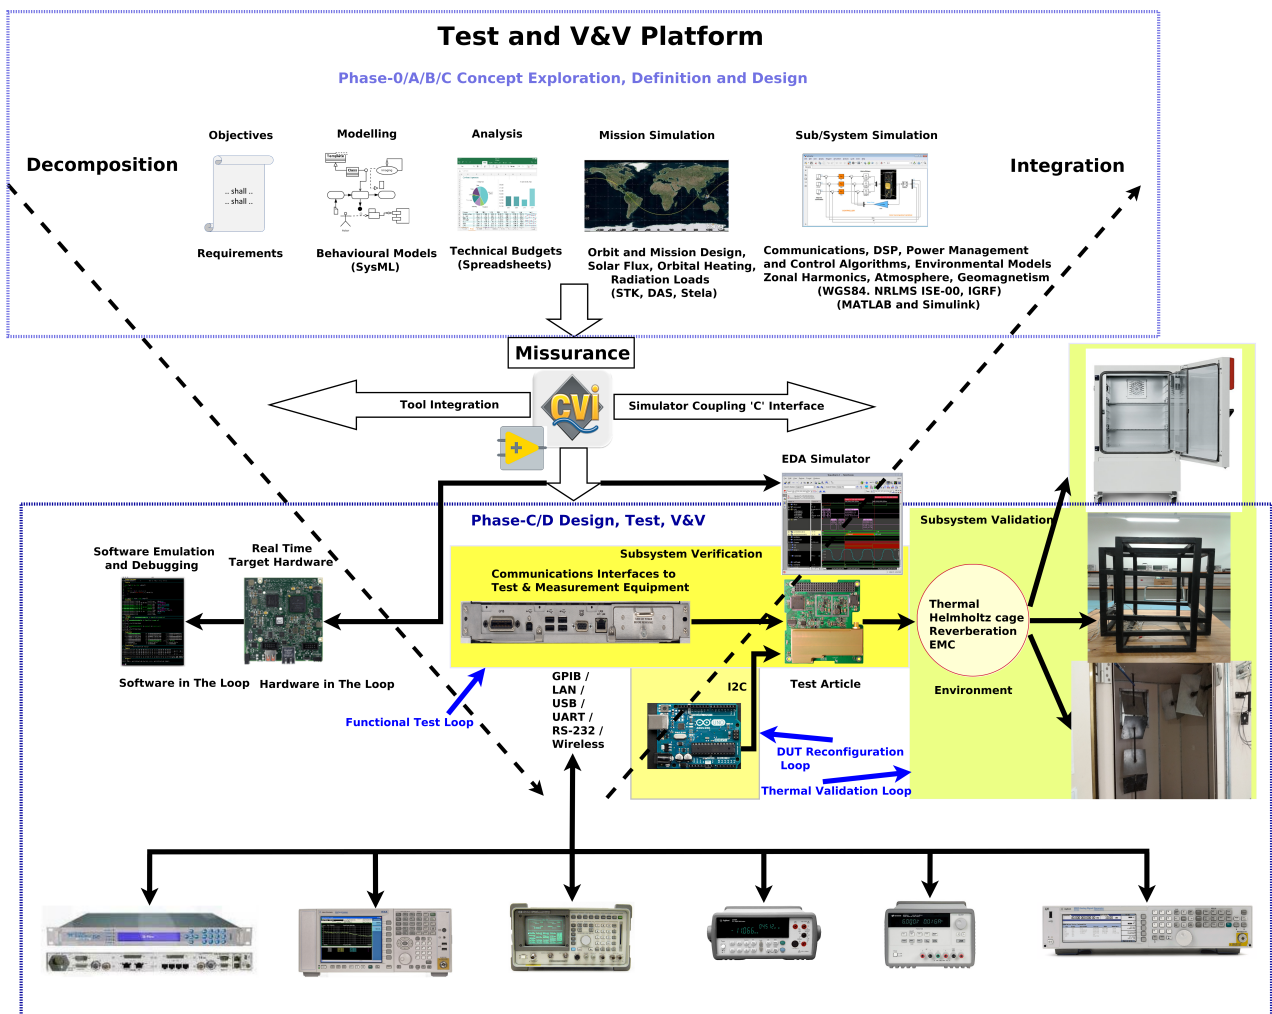 Test and V&V Platform
Phase-0/A/B/C Concept Exploration, Definition and Design
Decomposition
Integration
Objectives
Modelling
Analysis
Mission Simulation
Sub/System Simulation
.. shall ..
.. shall ..
Requirements
Behavioural Models
(SysML)
Technical Budgets
(Spreadsheets)
Orbit and Mission Design,
Solar Flux, Orbital Heating,
Radiation Loads
(STK, DAS, Stela)
Communications, DSP, Power Management
and Control Algorithms, Environmental Models
Zonal Harmonics, Atmosphere, Geomagnetism
(WGS84. NRLMS ISE-00, IGRF)
(MATLAB and Simulink)
Missurance
Tool Integration
CVi
Simulator Coupling 'C' Interface
EDA Simulator
Phase-C/D Design, Test, V&V
Subsystem Validation
Software Emulation
and Debugging
Real Time
Target Hardware
Subsystem Verification
Communications Interfaces to
Test & Measurement Equipment
Thermal
Helmholtz cage
Reverberation
EMC
Software in The Loop
Hardware in The Loop
Test Article
Environment
GPIB /
LAN /
USB /
UART /
RS-232 /
Wireless
I2C
Functional Test Loop
DUT Reconfiguration
Loop
Thermal Validation Loop